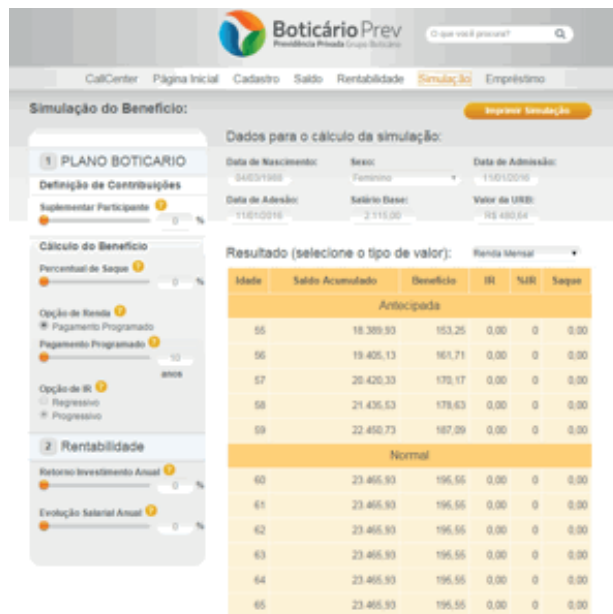 Boticário Prev
Previdência Privada Grupo Boticário
O que você procura?
CallCenter Página Inicial Cadastro Saldo Rentabilidade Simulação Empréstimo
Simulação do Benefício:
Imprimir Simulação
Dados para o cálculo da simulação:
1 PLANO BOTICARIO
Definição de Contribuições
Suplementar Participante ?
0 %
Cálculo do Benefício
Percentual de Saque ?
0 %
Opção de Renda ?
Pagamento Programado
Pagamento Programado ?
10
anos
Opção de IR ?
Regressivo
Progressivo
2 Rentabilidade
Retorno Investimento Anual ?
0 %
Evolução Salarial Anual ?
0 %
Data de Nascimento: Sexo: Data de Admissão:
04/03/1988 Feminino 11/01/2016
Data de Adesão: Salário Base: Valor da URB:
11/01/2016 2.115,00 R$ 480,64
Resultado (selecione o tipo de valor): Renda Mensal
Idade Saldo Acumulado Benefício IR %IR Saque
Antecipada
55 18.389,93 153,25 0,00 0 0,00
56 19.405,13 161,71 0,00 0 0,00
57 20.420,33 170,17 0,00 0 0,00
58 21.435,53 178,63 0,00 0 0,00
59 22.450,73 187,09 0,00 0 0,00
Normal
60 23.465,93 195,55 0,00 0 0,00
61 23.465,93 195,55 0,00 0 0,00
62 23.465,93 195,55 0,00 0 0,00
63 23.465,93 195,55 0,00 0 0,00
64 23.465,93 195,55 0,00 0 0,00
65 23.465,93 195,55 0,00 0 0,00